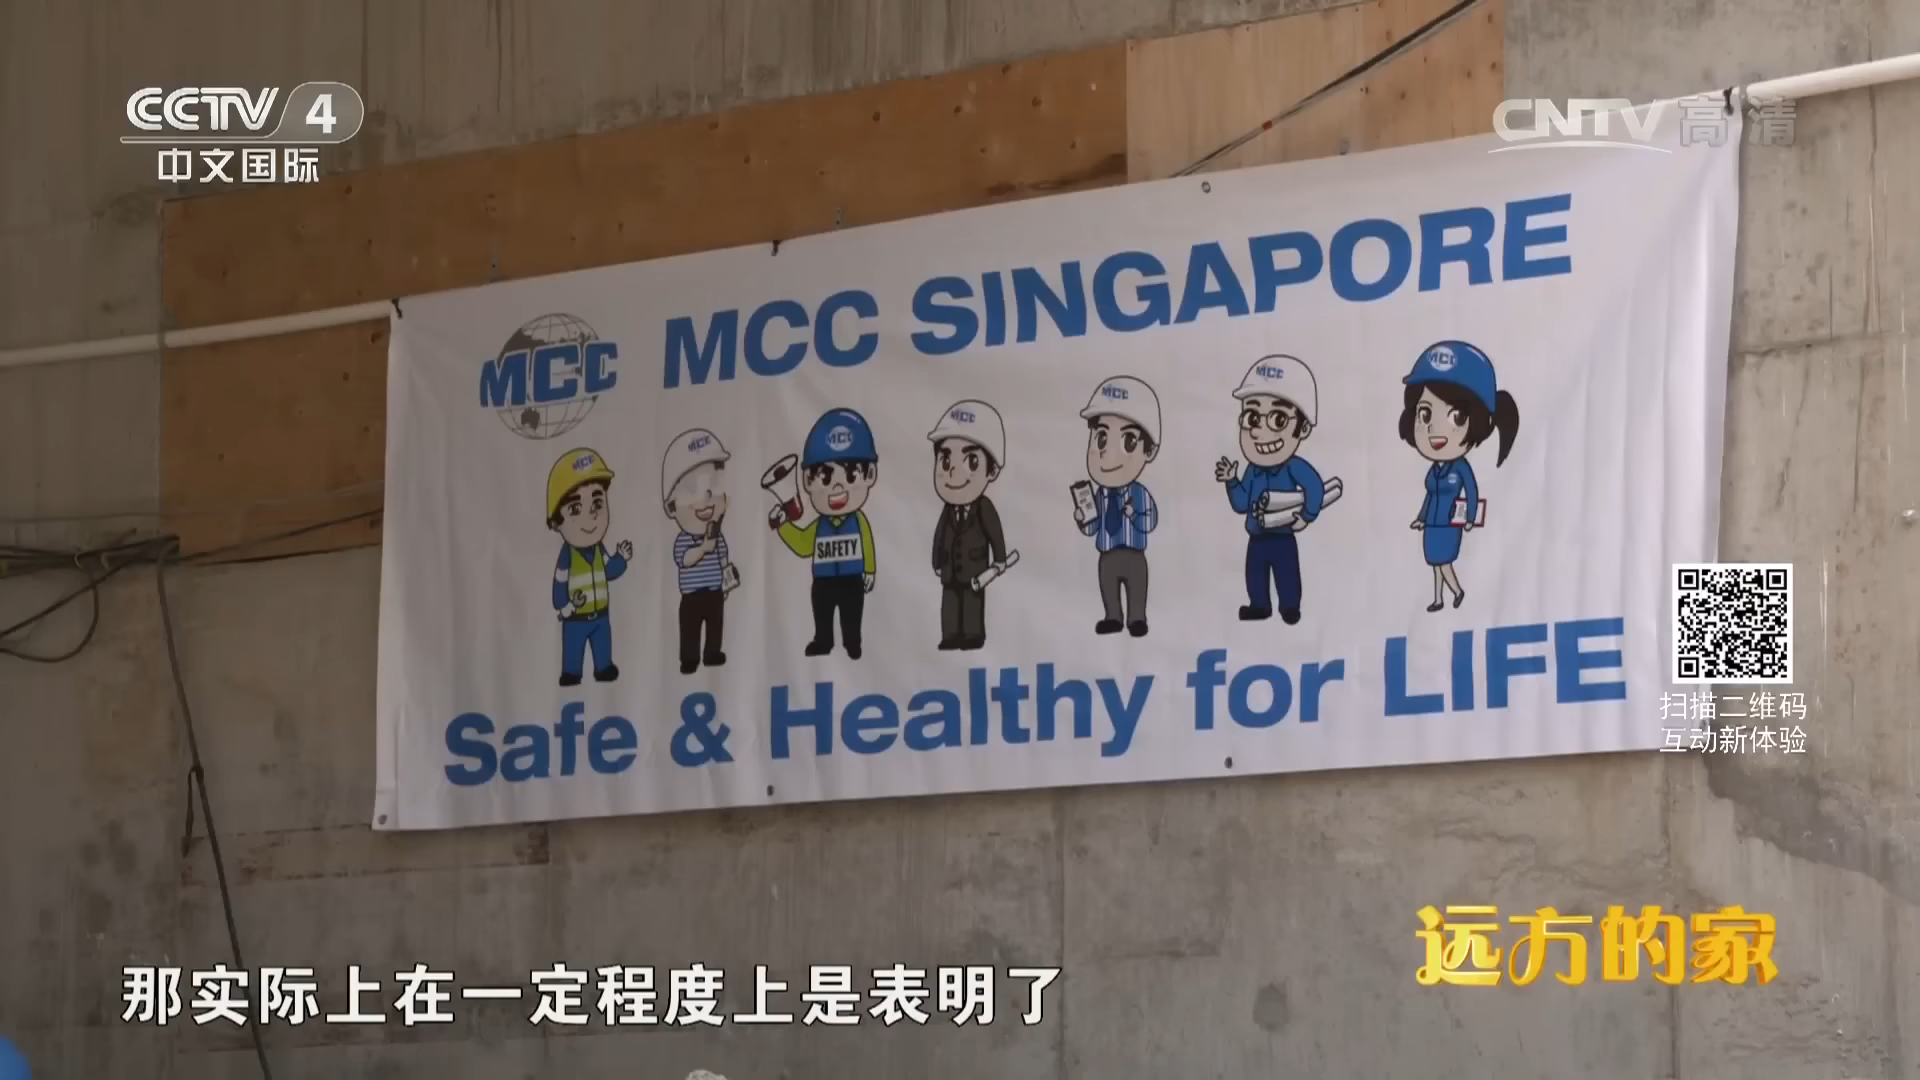 CCTV 4
中文国际
CNTV 高清
MCC MCC SINGAPORE
MCC
MCC
MCC
MCC
MCC
MCC
MCC
SAFETY
Safe & Healthy for LIFE
扫描二维码
互动新体验
远方的家
那实际上在一定程度上是表明了